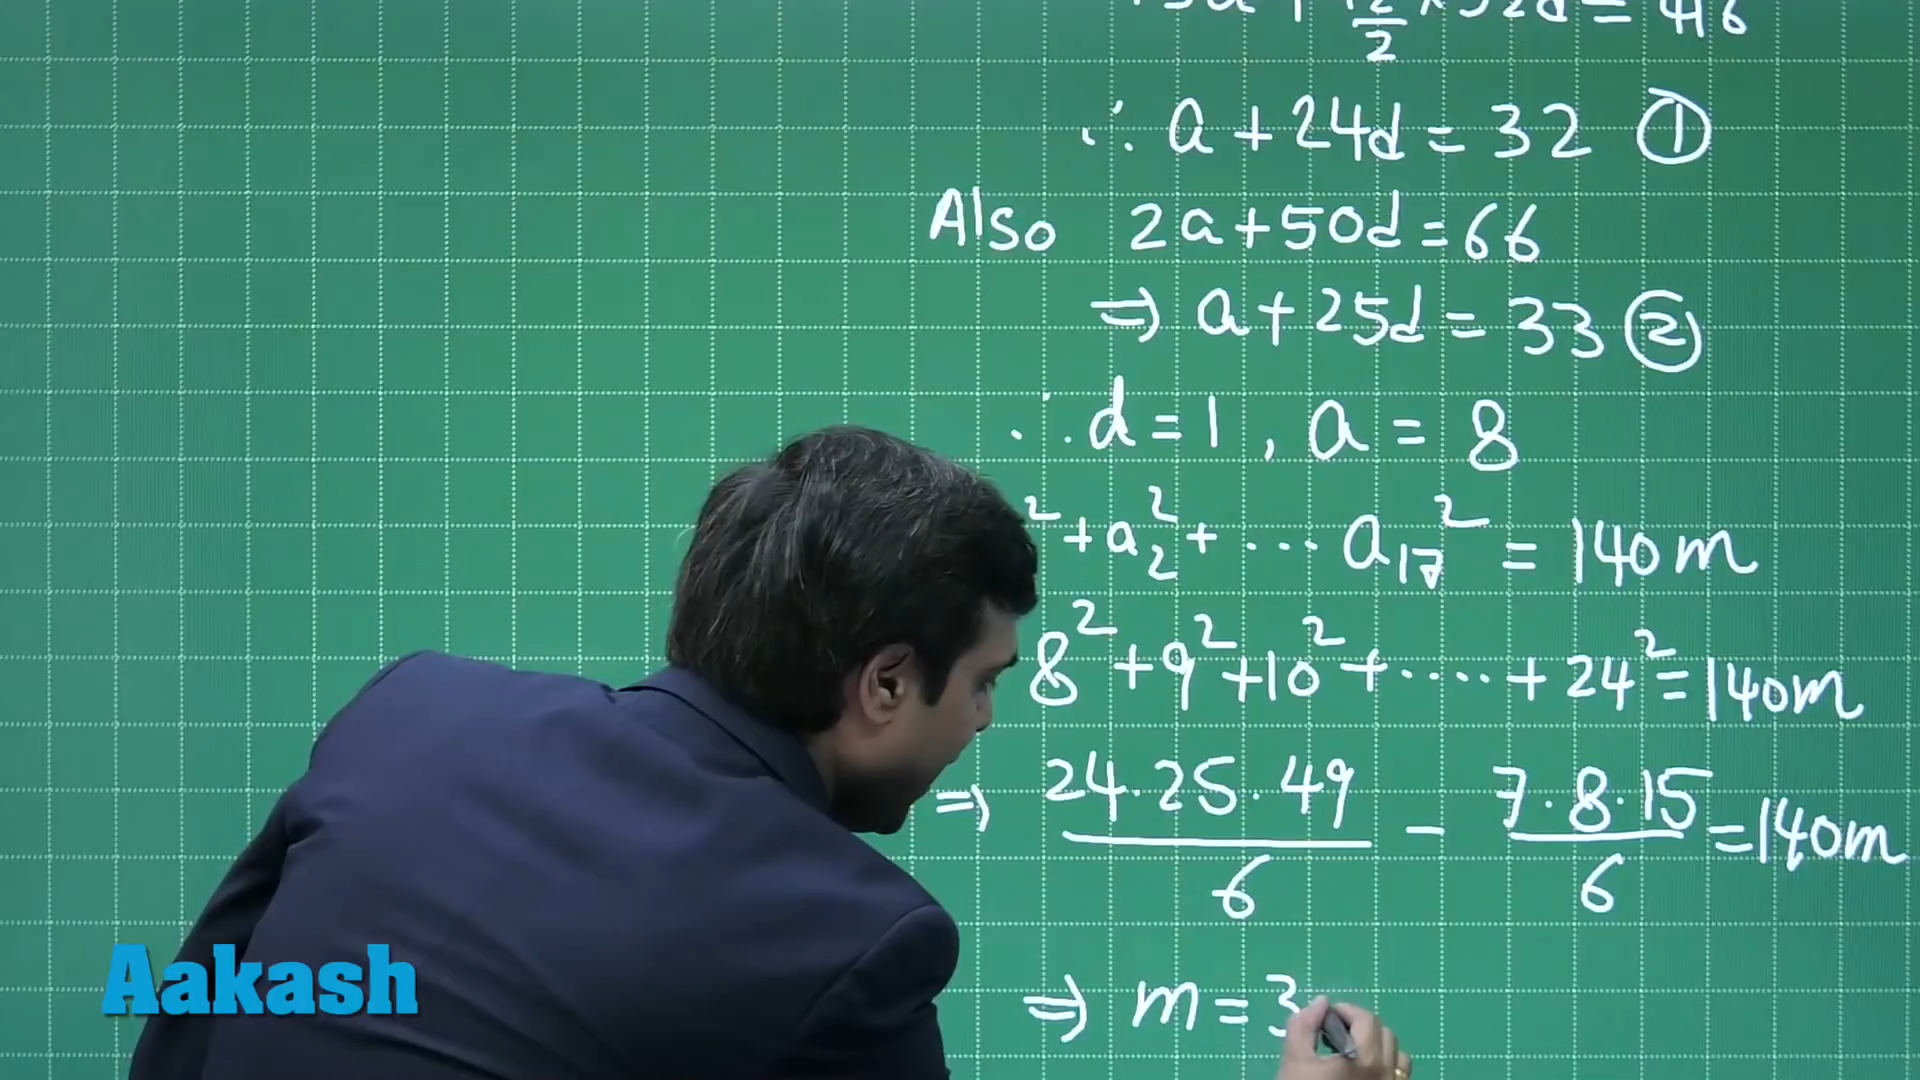 ∴ a + 24d = 32 ①
Also 2a + 50d = 66
⇒ a + 25d = 33 ②
∴ d = 1, a = 8
² + a₂² + ... a₁₇² = 140m
8² + 9² + 10² + ..... + 24² = 140m
⇒ 24.25.49/6 - 7.8.15/6 = 140m
⇒ m = 3
Aakash